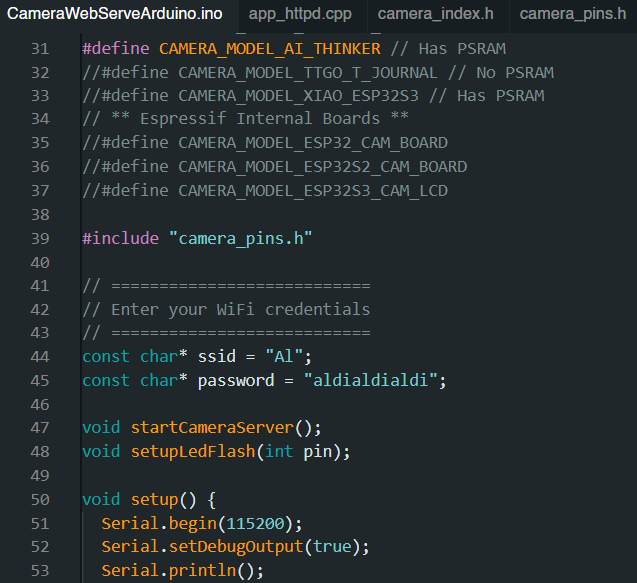 CameraWebServeArduino.ino app_httpd.cpp camera_index.h camera_pins.h
31 #define CAMERA_MODEL_AI_THINKER // Has PSRAM
32 //#define CAMERA_MODEL_TTGO_T_JOURNAL // No PSRAM
33 //#define CAMERA_MODEL_XIAO_ESP32S3 // Has PSRAM
34 // ** Espressif Internal Boards **
35 //#define CAMERA_MODEL_ESP32_CAM_BOARD
36 //#define CAMERA_MODEL_ESP32S2_CAM_BOARD
37 //#define CAMERA_MODEL_ESP32S3_CAM_LCD
38
39 #include "camera_pins.h"
40
41 // ===========================
42 // Enter your WiFi credentials
43 // ===========================
44 const char* ssid = "Al";
45 const char* password = "aldialdialdi";
46
47 void startCameraServer();
48 void setupLedFlash(int pin);
49
50 void setup() {
51 Serial.begin(115200);
52 Serial.setDebugOutput(true);
53 Serial.println();